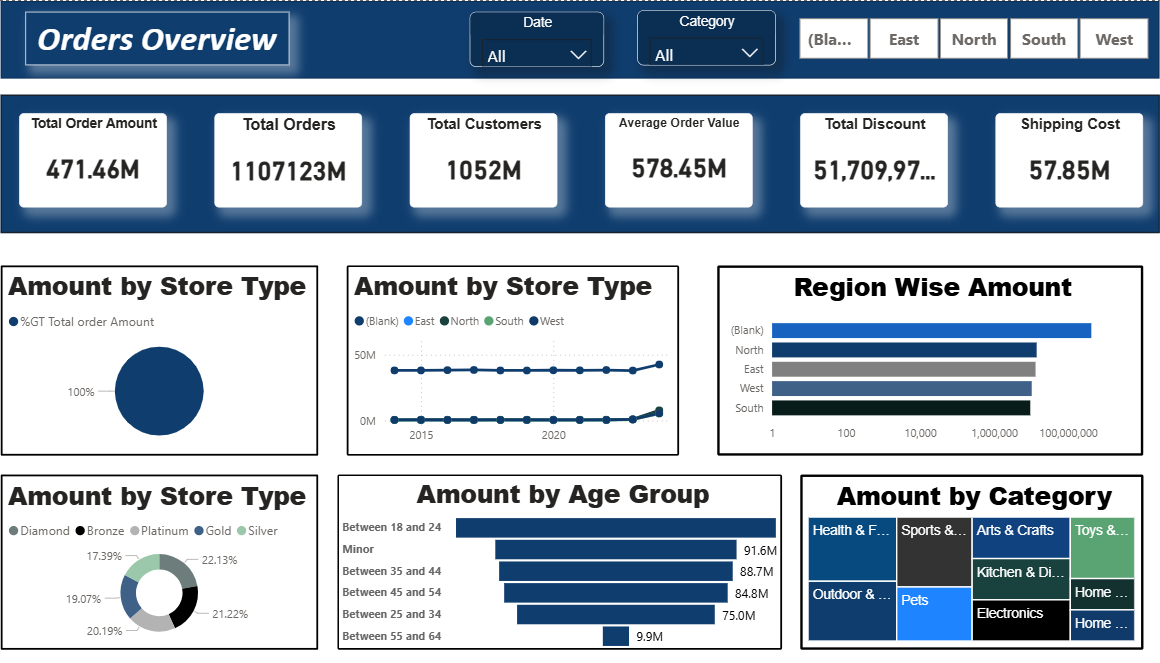 Orders Overview
Date
All
Category
All
(Bla...
East
North
South
West
Total Order Amount
471.46M
Total Orders
1107123M
Total Customers
1052M
Average Order Value
578.45M
Total Discount
51,709,97...
Shipping Cost
57.85M
Amount by Store Type
%GT Total order Amount
100%
Amount by Store Type
(Blank) East North South West
50M
0M
2015 2020
Region Wise Amount
(Blank)
North
East
West
South
1 100 10,000 1,000,000 100,000,000
Amount by Store Type
Diamond Bronze Platinum Gold Silver
17.39% 22.13%
19.07%
21.22%
20.19%
Amount by Age Group
Between 18 and 24
Minor 91.6M
Between 35 and 44 88.7M
Between 45 and 54 84.8M
Between 25 and 34 75.0M
Between 55 and 64 9.9M
Amount by Category
Health & F...
Outdoor & ...
Sports &...
Pets
Arts & Crafts
Kitchen & Di...
Electronics
Toys &...
Home ...
Home ...